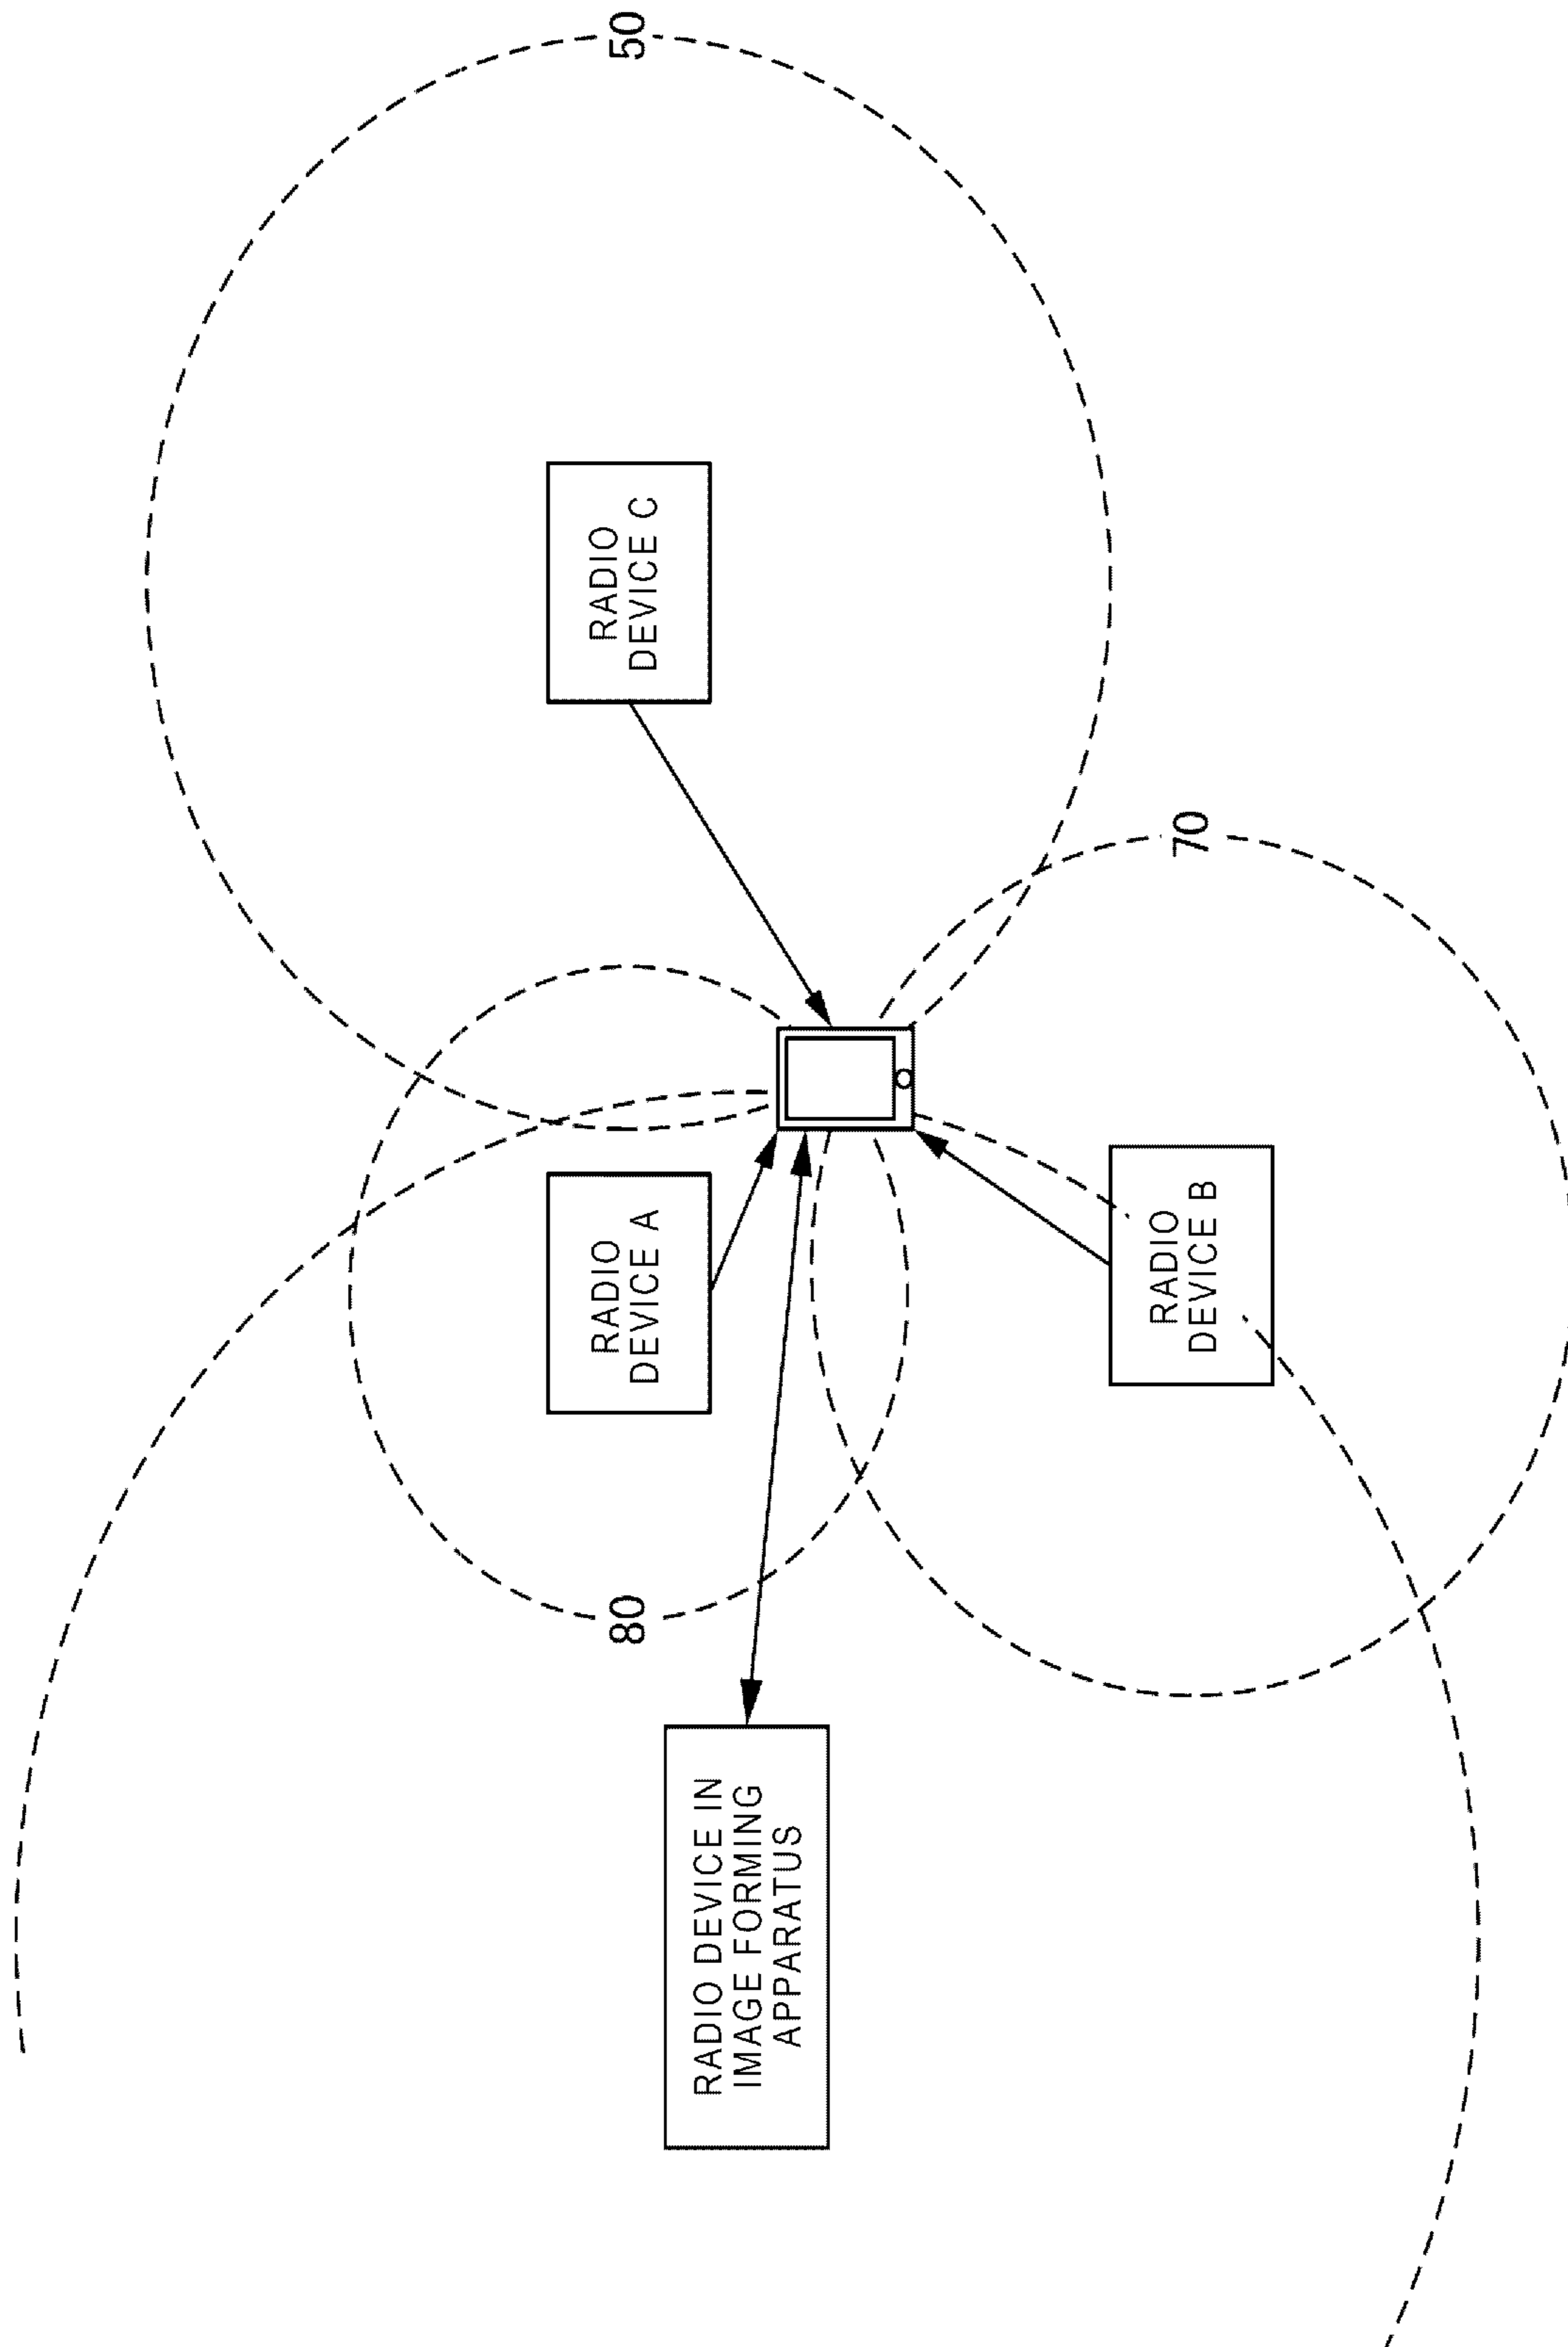 80
RADIO
DEVICE A
RADIO
DEVICE C
50
RADIO DEVICE IN
IMAGE FORMING
APPARATUS
RADIO
DEVICE B
70